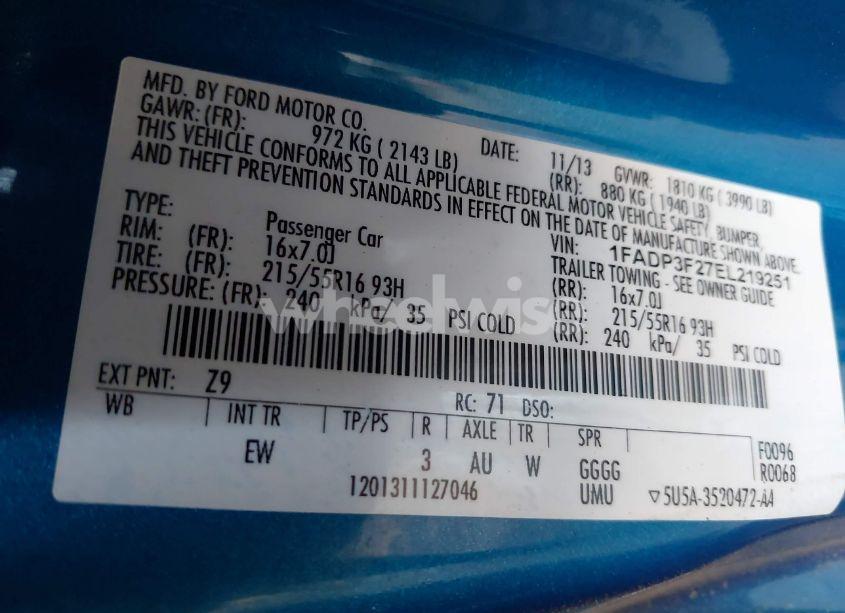 MFD. BY FORD MOTOR CO.
DATE: 11/13 GVWR: 1810 KG ( 3990 LB)
GAWR: (FR): 972 KG ( 2143 LB) (RR): 880 KG ( 1940 LB)
THIS VEHICLE CONFORMS TO ALL APPLICABLE FEDERAL MOTOR VEHICLE SAFETY, BUMPER,
AND THEFT PREVENTION STANDARDS IN EFFECT ON THE DATE OF MANUFACTURE SHOWN ABOVE.
VIN: 1FADP3F27EL219251
TYPE: Passenger Car TRAILER TOWING - SEE OWNER GUIDE
RIM: (FR): 16x7.0J (RR): 16x7.0J
TIRE: (FR): 215/55R16 93H (RR): 215/55R16 93H
PRESSURE: (FR): 240 kPa/ 35 PSI COLD (RR): 240 kPa/ 35 PSI COLD
wheelwis
EXT PNT: Z9 RC: 71 DSO:
WB INT TR TP/PS R AXLE TR SPR F0096
EW 3 AU W GGGG R0068
1201311127046 UMU ▽5U5A-3520472-AA